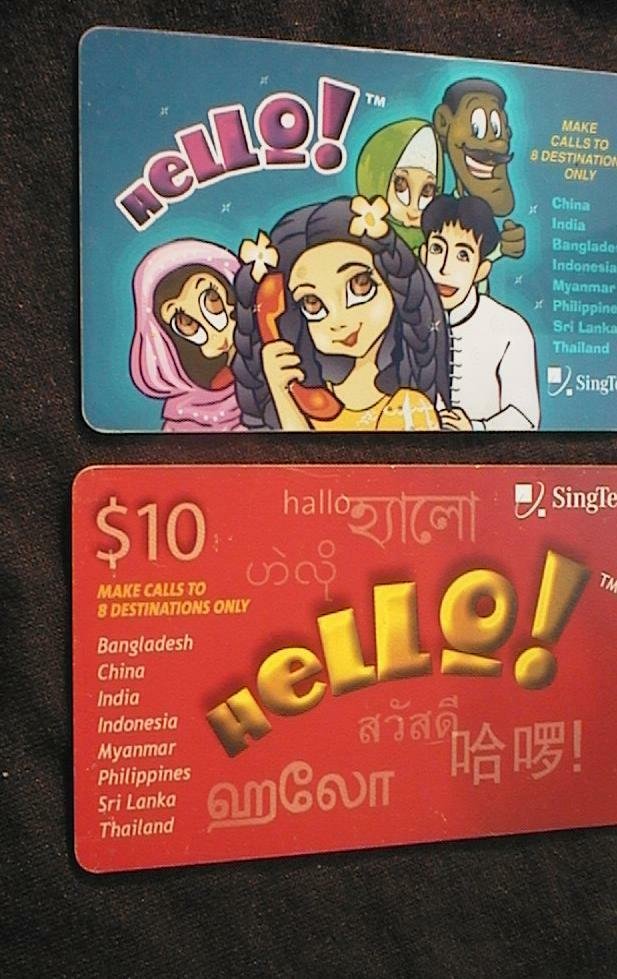 HELLO! TM
MAKE
CALLS TO
8 DESTINATION
ONLY
China
India
Banglade
Indonesia
Myanmar
Philippine
Sri Lanka
Thailand
SingTe
$10
hallo
হ্যালো
SingTe
ဟဲလို
MAKE CALLS TO
8 DESTINATIONS ONLY
HELLO! TM
Bangladesh
China
India
Indonesia
Myanmar
Philippines
Sri Lanka
Thailand
สวัสดี
哈啰!
ஹலோ